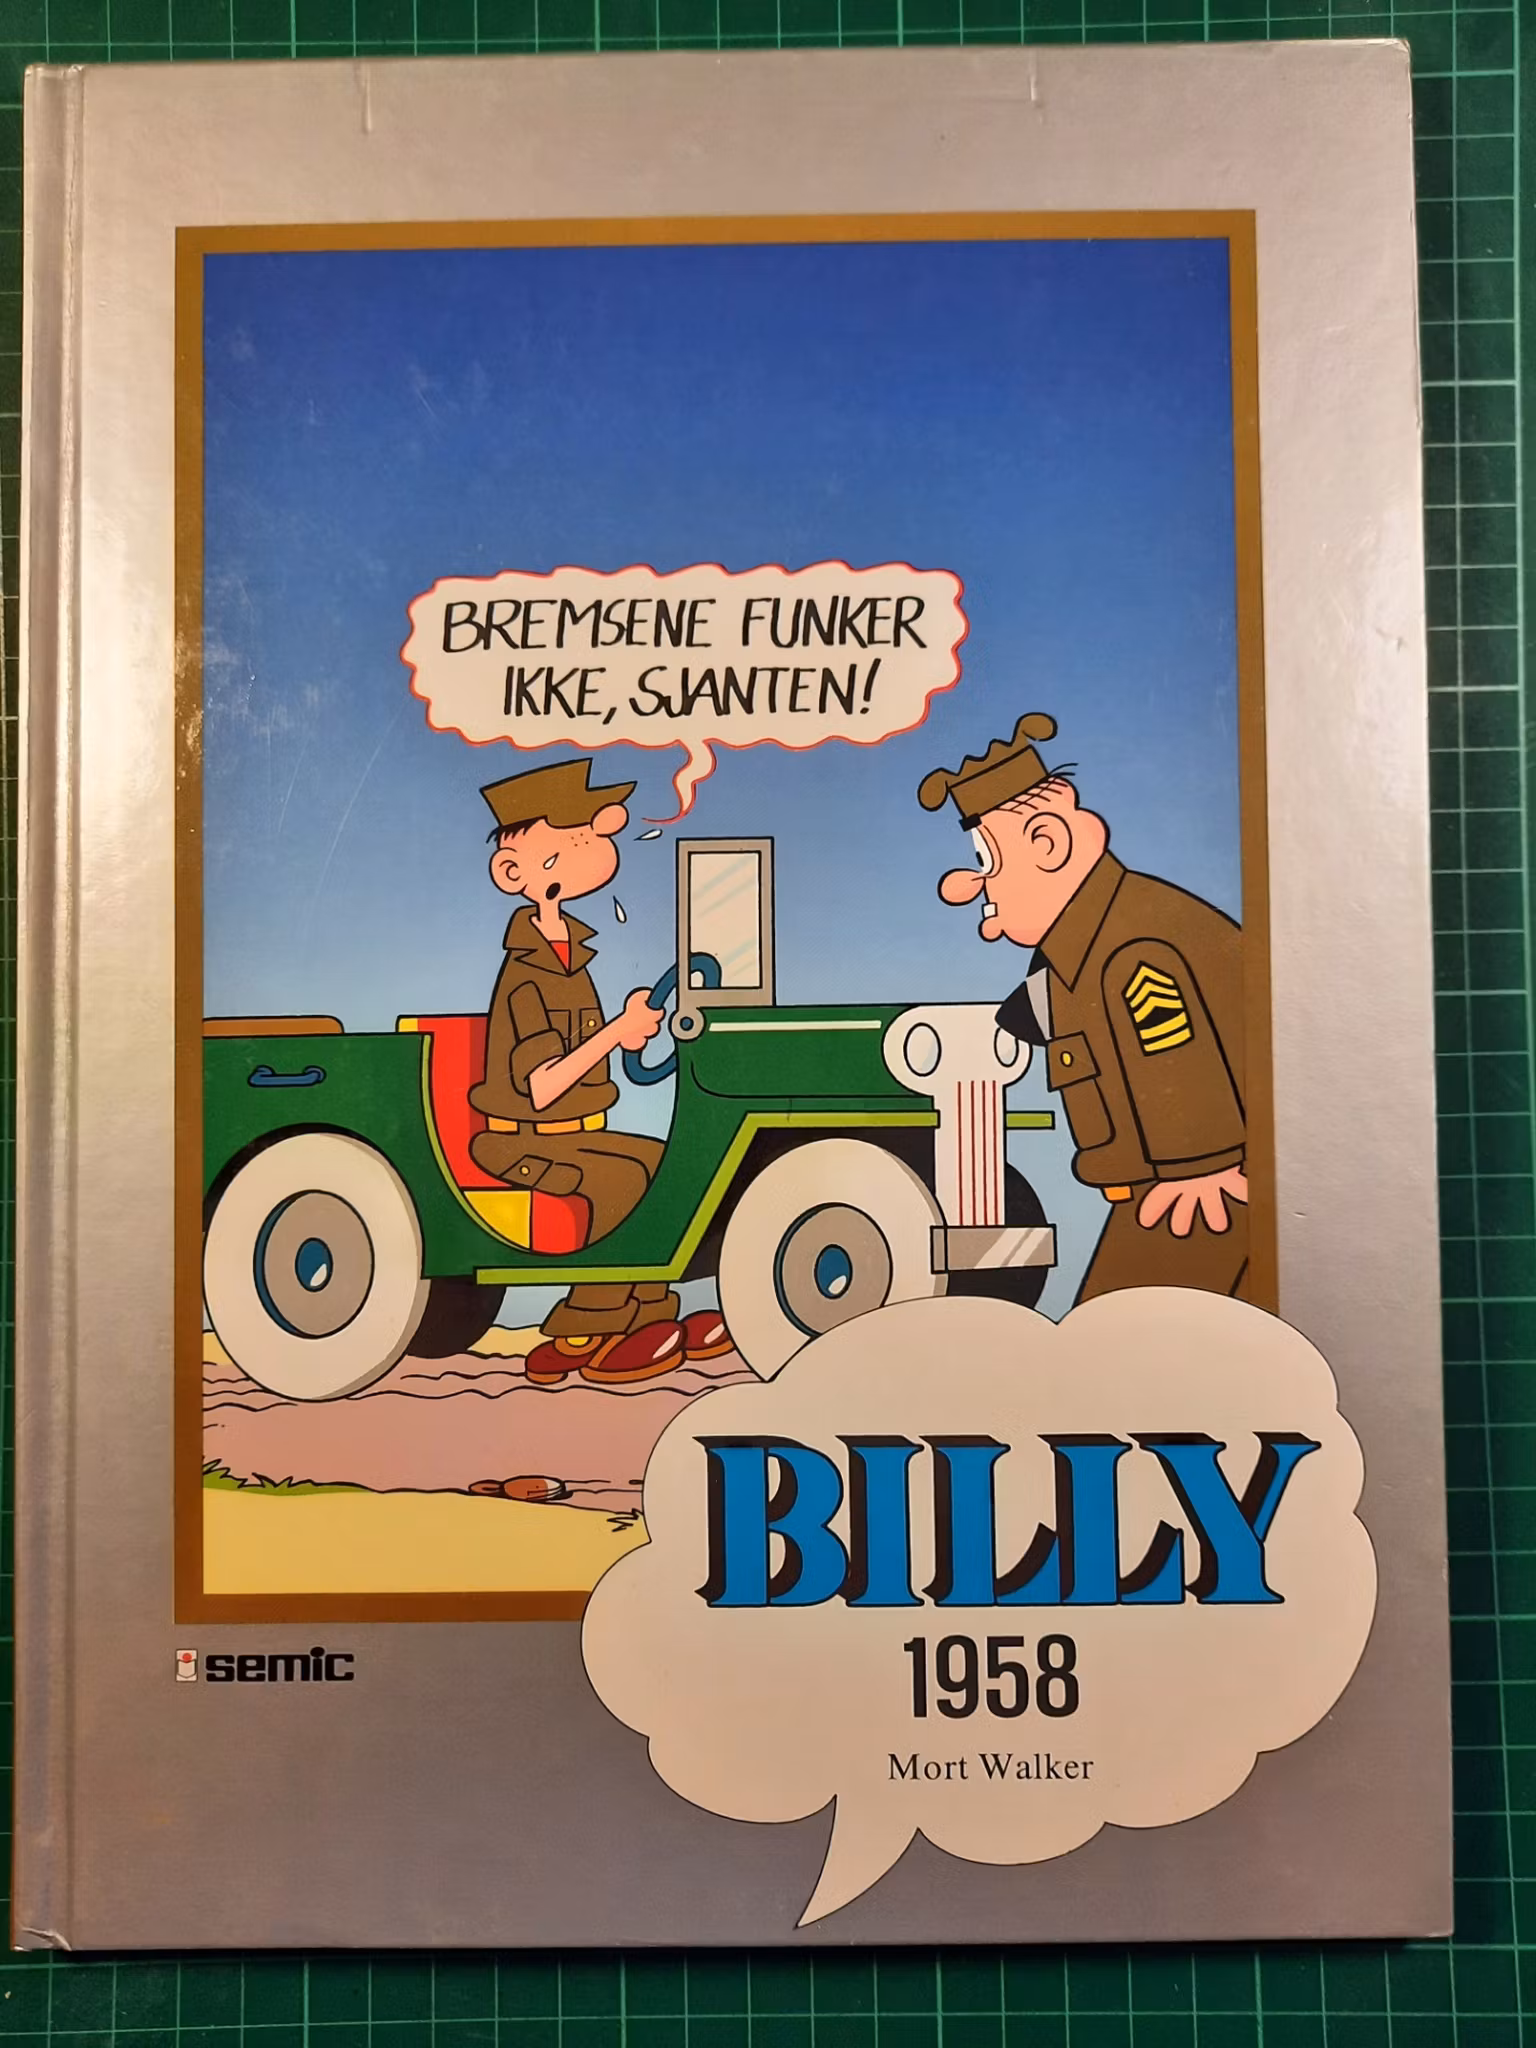 BREMSENE FUNKER
IKKE, SJANTEN!
BILLY
1958
Mort Walker
semic